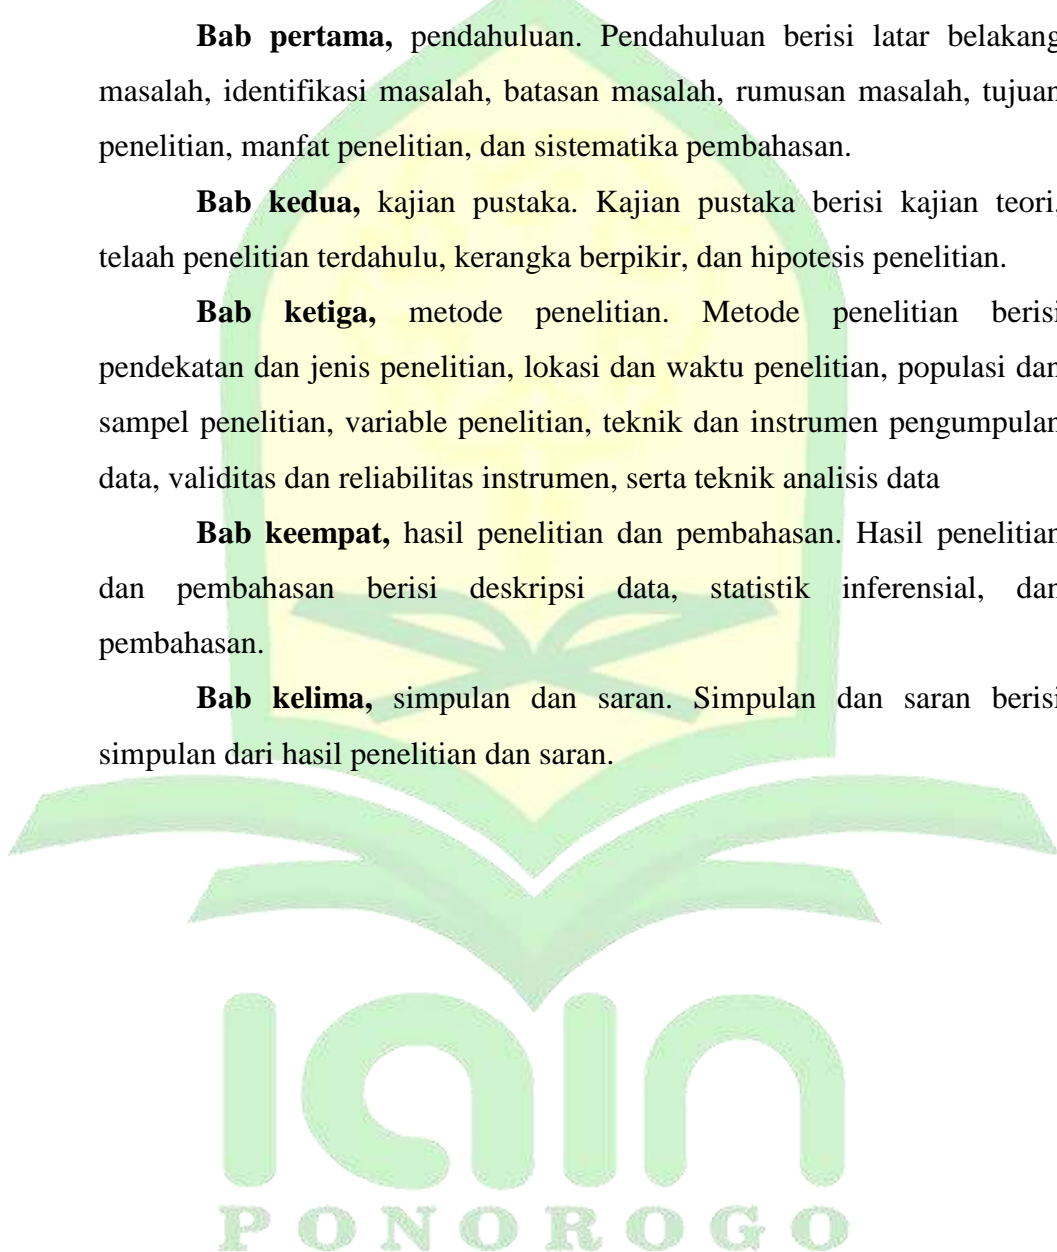 Bab pertama, pendahuluan. Pendahuluan berisi latar belakang
masalah, identifikasi masalah, batasan masalah, rumusan masalah, tujuan
penelitian, manfat penelitian, dan sistematika pembahasan.
Bab kedua, kajian pustaka. Kajian pustaka berisi kajian teori,
telaah penelitian terdahulu, kerangka berpikir, dan hipotesis penelitian.
Bab ketiga, metode penelitian. Metode penelitian berisi
pendekatan dan jenis penelitian, lokasi dan waktu penelitian, populasi dan
sampel penelitian, variable penelitian, teknik dan instrumen pengumpulan
data, validitas dan reliabilitas instrumen, serta teknik analisis data
Bab keempat, hasil penelitian dan pembahasan. Hasil penelitian
dan pembahasan berisi deskripsi data, statistik inferensial, dan
pembahasan.
Bab kelima, simpulan dan saran. Simpulan dan saran berisi
simpulan dari hasil penelitian dan saran.
IAIN
PONOROGO